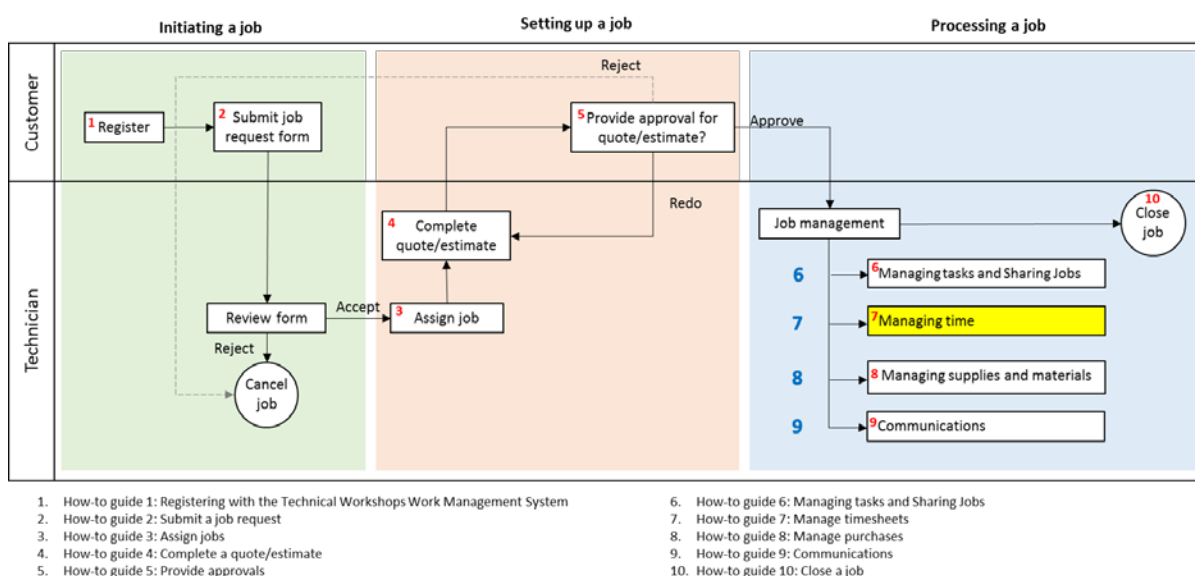 Initiating a job
Setting up a job
Processing a job
Customer
Technician
1 Register
2 Submit job
request form
Reject
5 Provide approval for
quote/estimate?
Approve
Redo
4 Complete
quote/estimate
Review form
Accept
3 Assign job
Reject
Cancel
job
Job management
10
Close
job
6
6 Managing tasks and Sharing Jobs
7
7 Managing time
8
8 Managing supplies and materials
9
9 Communications
1. How-to guide 1: Registering with the Technical Workshops Work Management System
2. How-to guide 2: Submit a job request
3. How-to guide 3: Assign jobs
4. How-to guide 4: Complete a quote/estimate
5. How-to guide 5: Provide approvals
6. How-to guide 6: Managing tasks and Sharing Jobs
7. How-to guide 7: Manage timesheets
8. How-to guide 8: Manage purchases
9. How-to guide 9: Communications
10. How-to guide 10: Close a job